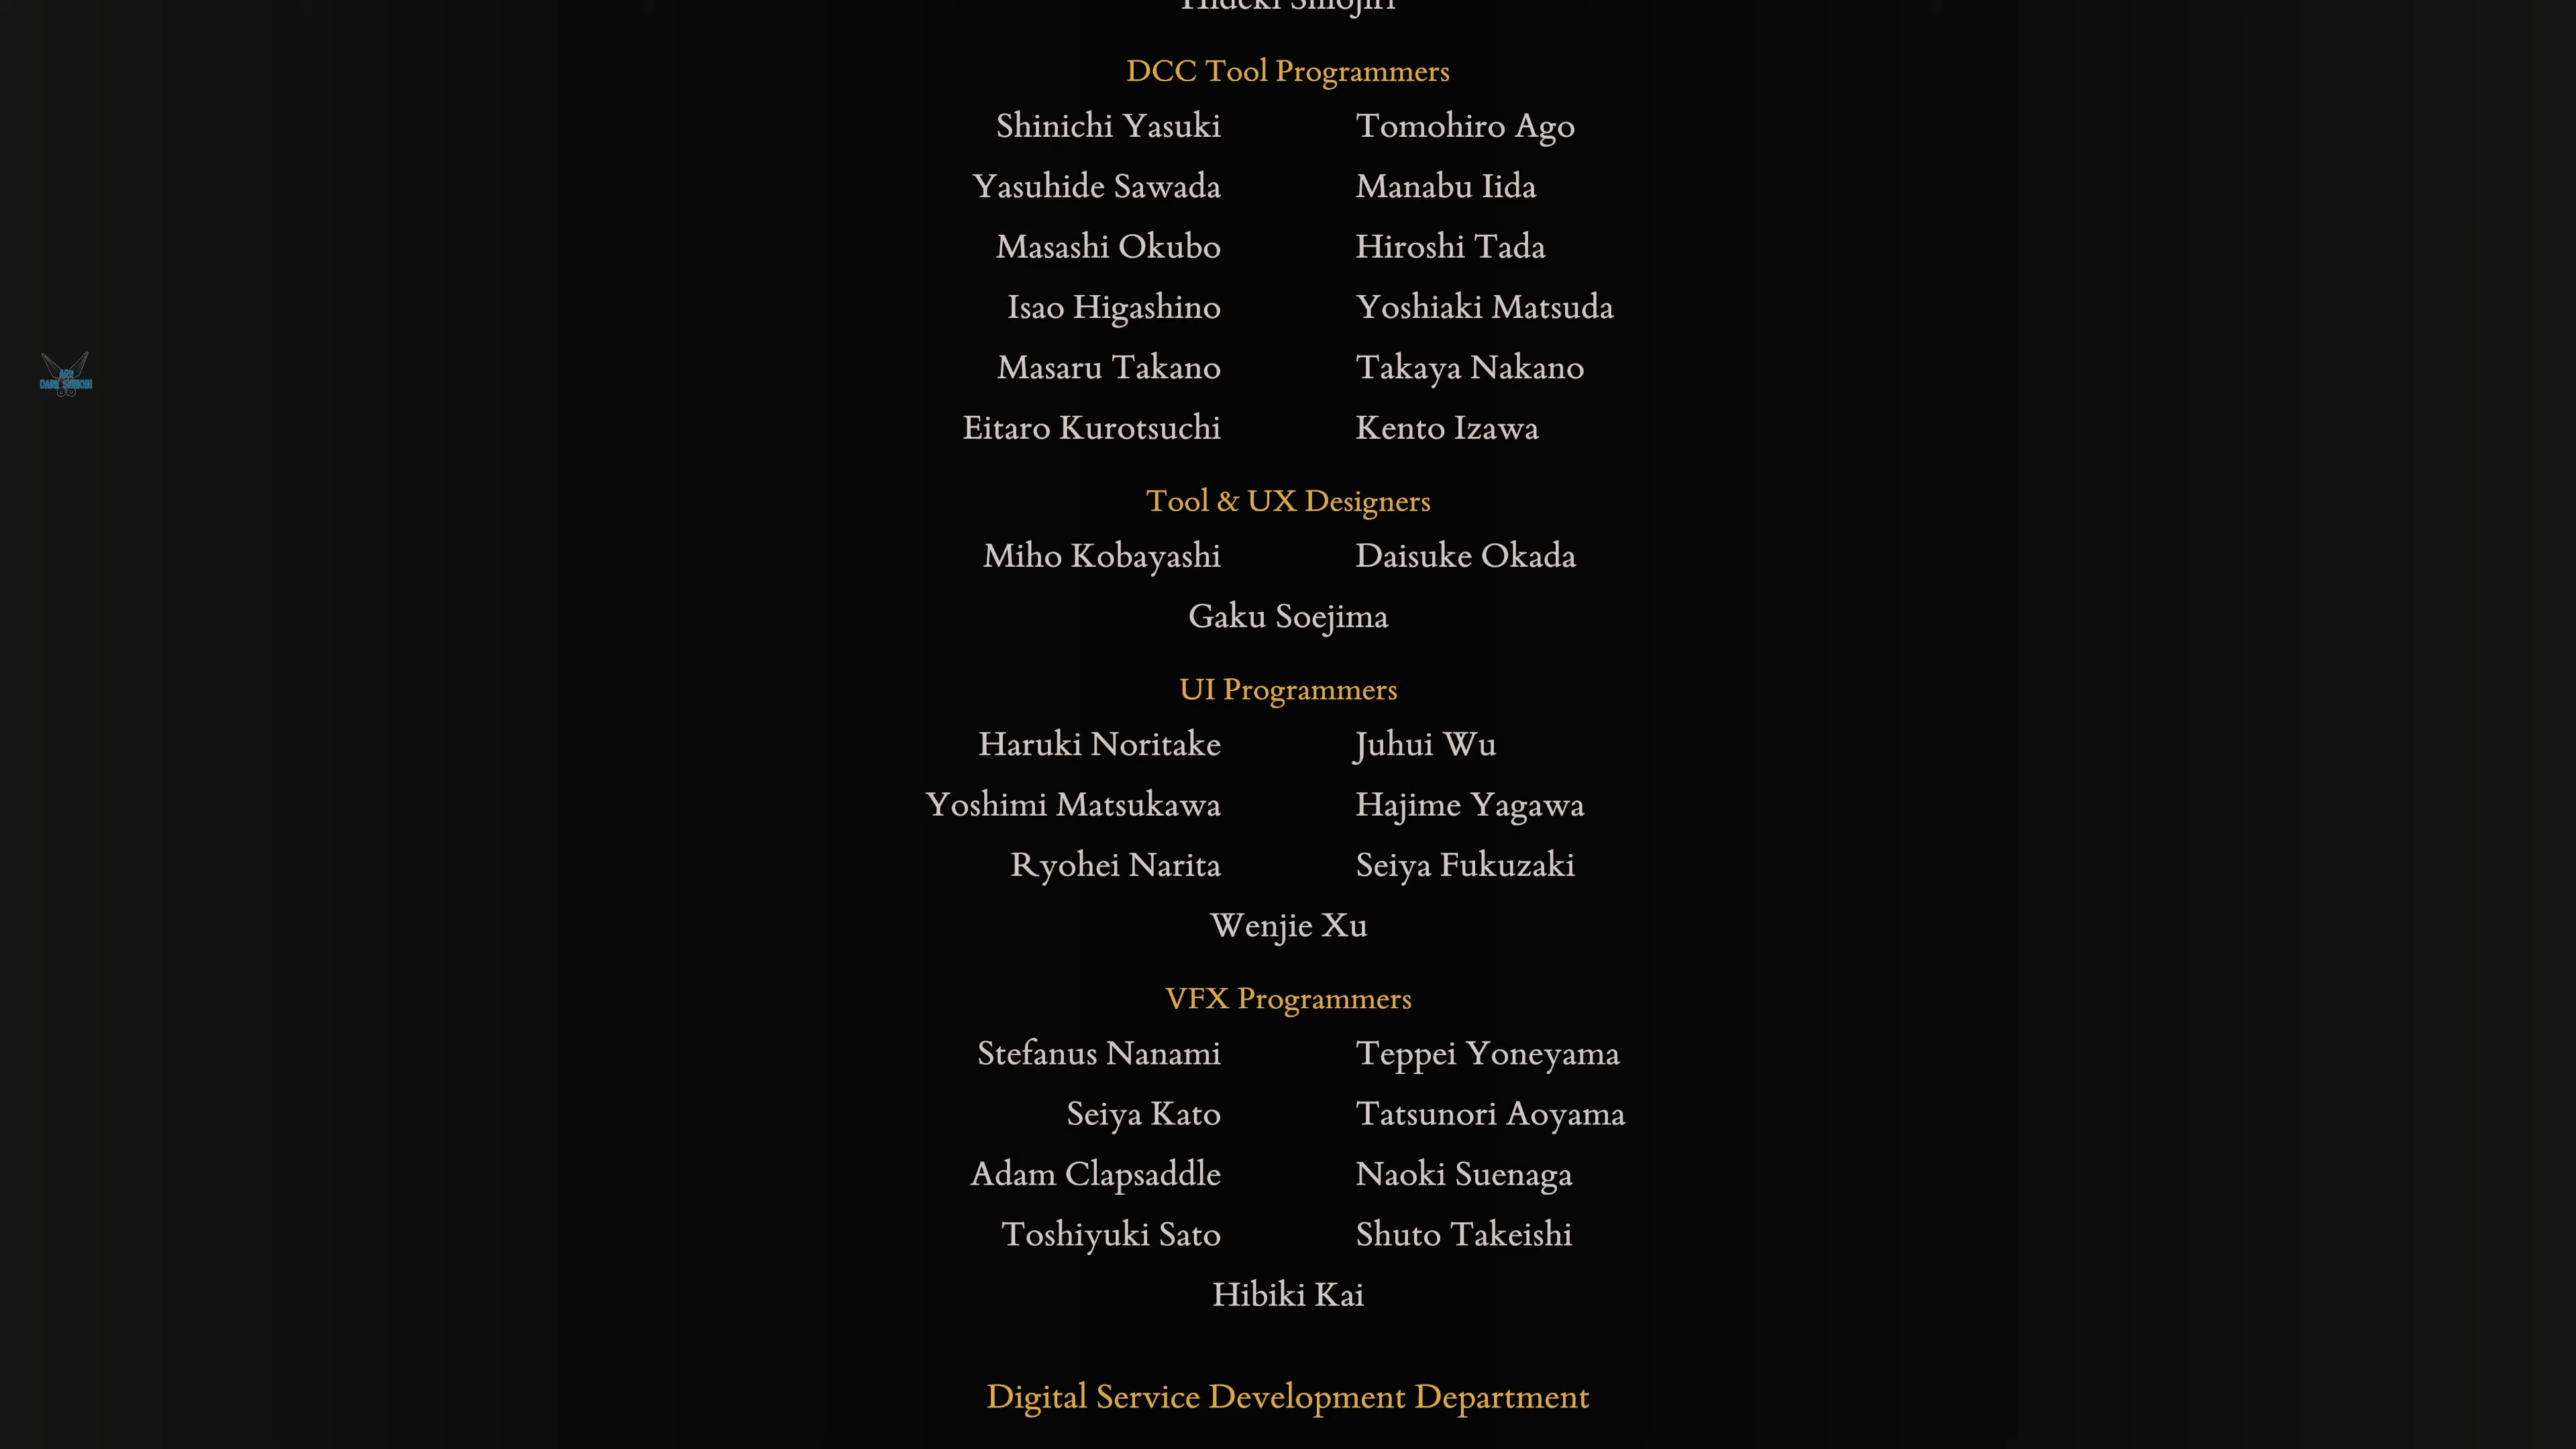 Hideki Shiojiri
DCC Tool Programmers
Shinichi Yasuki Tomohiro Ago
Yasuhide Sawada Manabu Iida
Masashi Okubo Hiroshi Tada
Isao Higashino Yoshiaki Matsuda
Masaru Takano Takaya Nakano
Eitaro Kurotsuchi Kento Izawa
Tool & UX Designers
Miho Kobayashi Daisuke Okada
Gaku Soejima
UI Programmers
Haruki Noritake Juhui Wu
Yoshimi Matsukawa Hajime Yagawa
Ryohei Narita Seiya Fukuzaki
Wenjie Xu
VFX Programmers
Stefanus Nanami Teppei Yoneyama
Seiya Kato Tatsunori Aoyama
Adam Clapsaddle Naoki Suenaga
Toshiyuki Sato Shuto Takeishi
Hibiki Kai
Digital Service Development Department